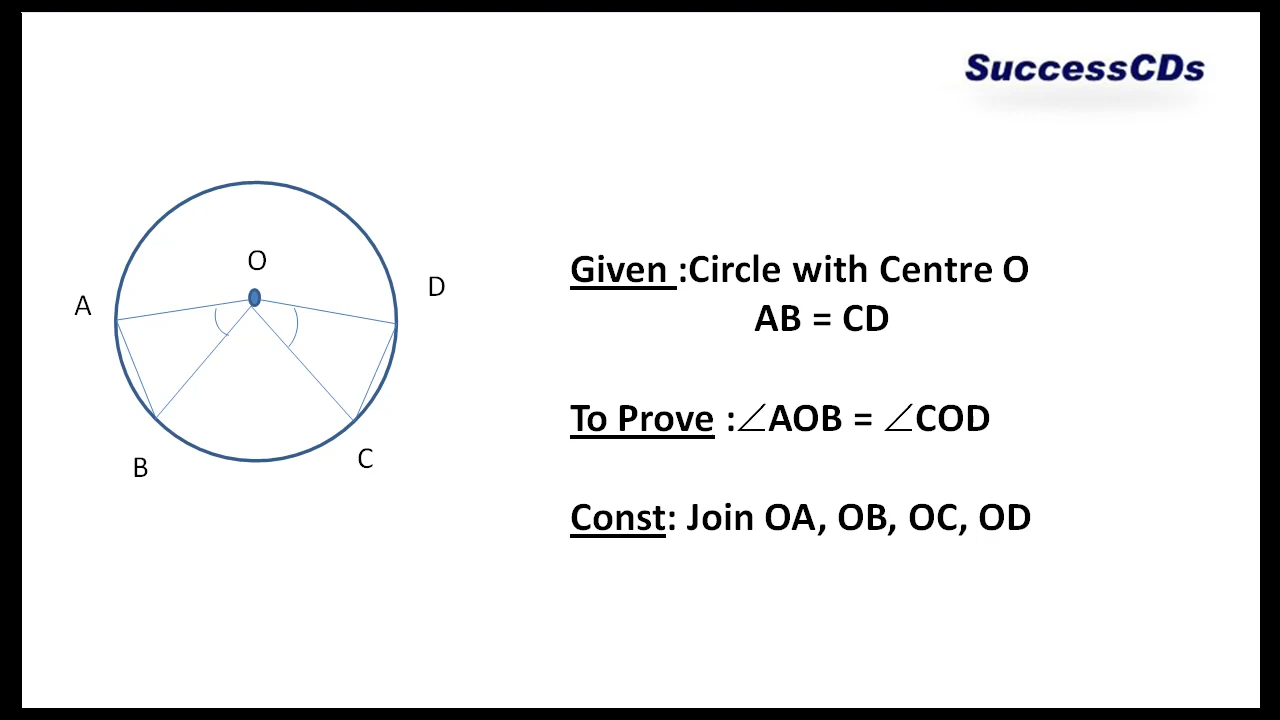 SuccessCDs
O
D
A
B
C
Given :Circle with Centre O
AB = CD
To Prove :∠AOB = ∠COD
Const: Join OA, OB, OC, OD